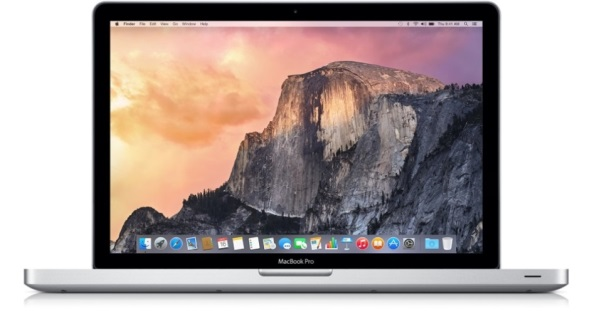 Finder File Edit View Go Window Help
MacBook Pro